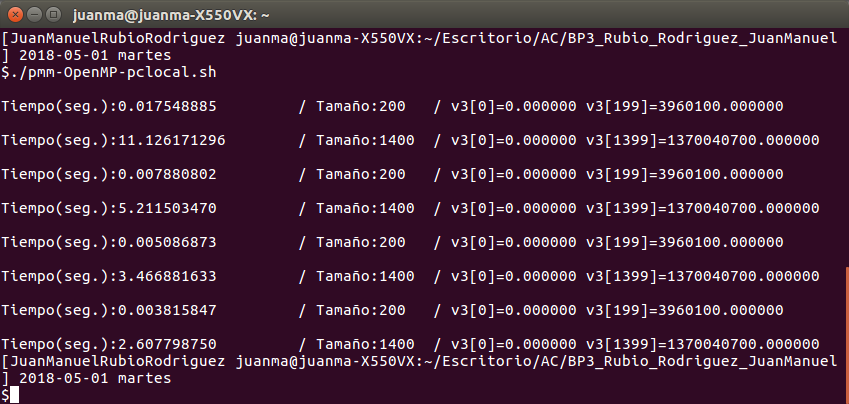 juanma@juanma-X550VX: ~
[JuanManuelRubioRodriguez juanma@juanma-X550VX:~/Escritorio/AC/BP3_Rubio_Rodriguez_JuanManuel
] 2018-05-01 martes
$./pmm-OpenMP-pclocal.sh
Tiempo(seg.):0.017548885 / Tamaño:200 / v3[0]=0.000000 v3[199]=3960100.000000
Tiempo(seg.):11.126171296 / Tamaño:1400 / v3[0]=0.000000 v3[1399]=1370040700.000000
Tiempo(seg.):0.007880802 / Tamaño:200 / v3[0]=0.000000 v3[199]=3960100.000000
Tiempo(seg.):5.211503470 / Tamaño:1400 / v3[0]=0.000000 v3[1399]=1370040700.000000
Tiempo(seg.):0.005086873 / Tamaño:200 / v3[0]=0.000000 v3[199]=3960100.000000
Tiempo(seg.):3.466881633 / Tamaño:1400 / v3[0]=0.000000 v3[1399]=1370040700.000000
Tiempo(seg.):0.003815847 / Tamaño:200 / v3[0]=0.000000 v3[199]=3960100.000000
Tiempo(seg.):2.607798750 / Tamaño:1400 / v3[0]=0.000000 v3[1399]=1370040700.000000
[JuanManuelRubioRodriguez juanma@juanma-X550VX:~/Escritorio/AC/BP3_Rubio_Rodriguez_JuanManuel
] 2018-05-01 martes
$